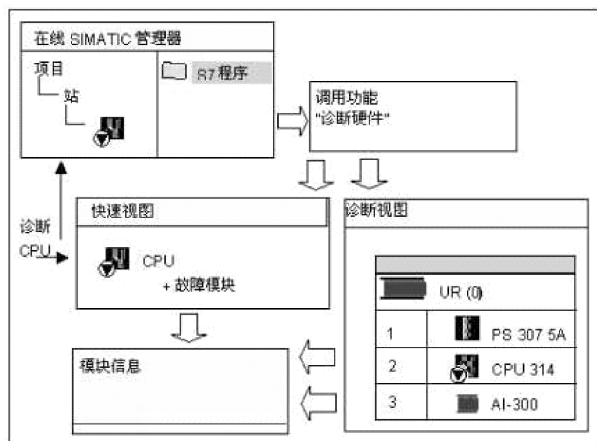 在线 SIMATIC 管理器
项目
站
S7 程序
调用功能
"诊断硬件"
诊断
CPU
快速视图
CPU
+ 故障模块
诊断视图
UR (0)
1 PS 307 5A
2 CPU 314
3 AI-300
模块信息